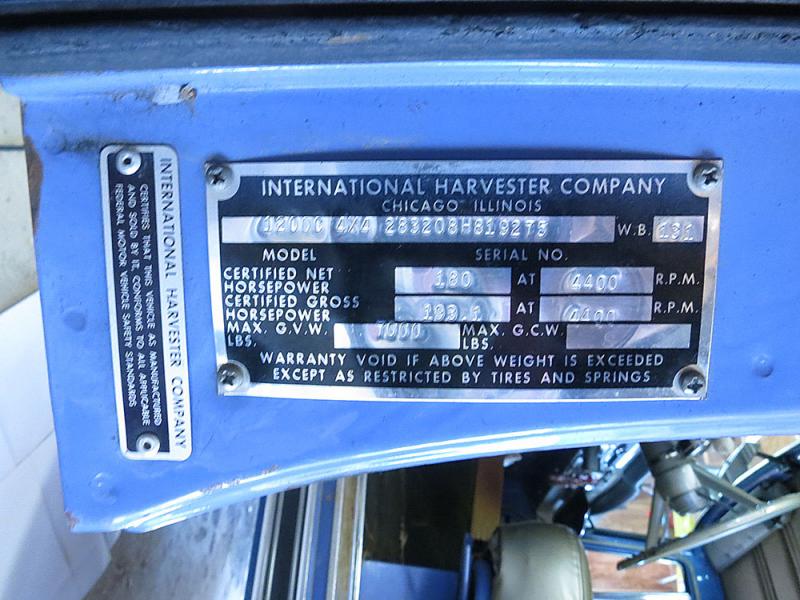 INTERNATIONAL HARVESTER COMPANY
CERTIFIES THAT THIS VEHICLE AS MANUFACTURED
AND SOLD BY IT, CONFORMS TO ALL APPLICABLE
FEDERAL MOTOR VEHICLE SAFETY STANDARDS
INTERNATIONAL HARVESTER COMPANY
CHICAGO ILLINOIS
1200C 4X4 283208H819275 W.B. 131
MODEL SERIAL NO.
CERTIFIED NET HORSEPOWER 180 AT 4400 R.P.M.
CERTIFIED GROSS HORSEPOWER 193.1 AT 4400 R.P.M.
MAX. G.V.W. LBS. 7000 MAX. G.C.W. LBS.
WARRANTY VOID IF ABOVE WEIGHT IS EXCEEDED
EXCEPT AS RESTRICTED BY TIRES AND SPRINGS